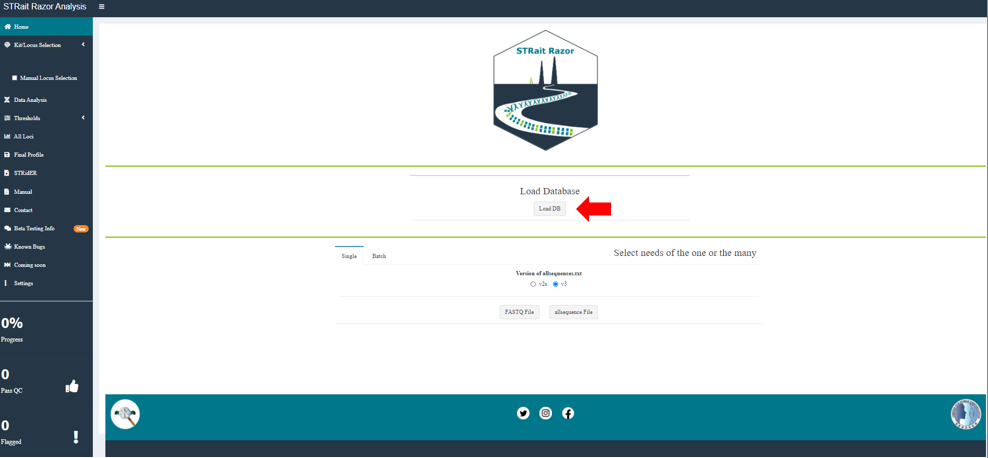 STRait Razor Analysis
Home
Kit/Locus Selection
Manual Locus Selection
Data Analysis
Thresholds
All Loci
Final Profile
STRidER
Manual
Contact
Beta Testing Info New
Known Bugs
Coming soon
Settings
0%
Progress
0
Pass QC
0
Flagged
STRait Razor
Load Database
Load DB
Single Batch
Select needs of the one or the many
Version of allsequences.txt
v2s v3
FASTQ File allsequence File